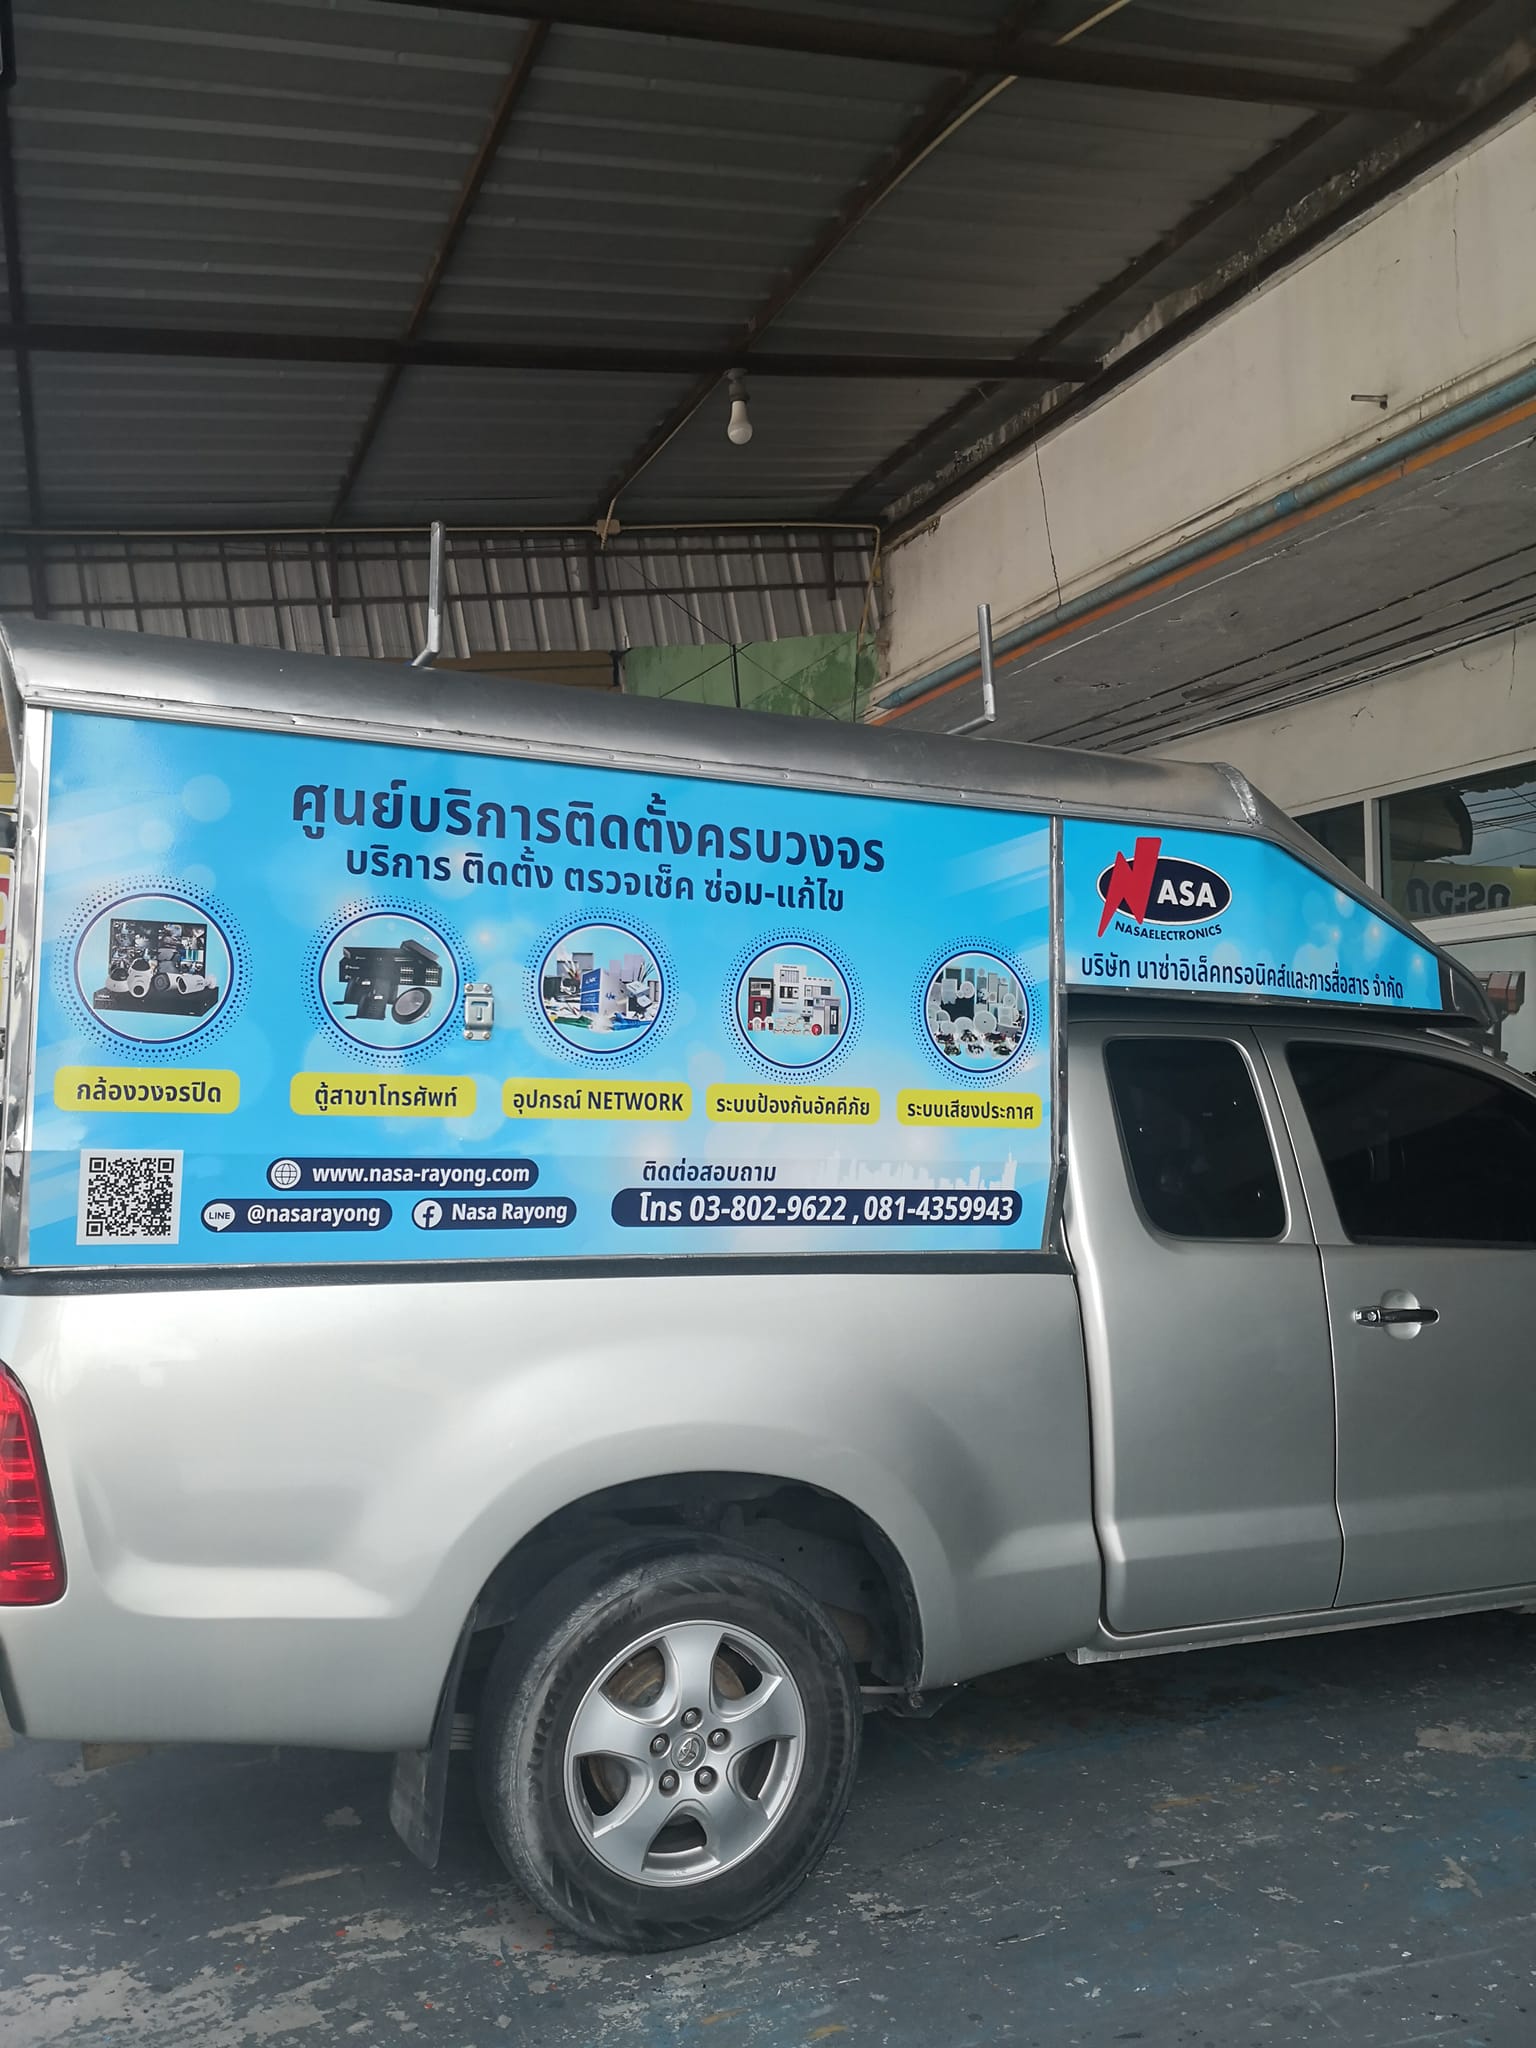 ศูนย์บริการติดตั้งครบวงจร
บริการ ติดตั้ง ตรวจเช็ค ซ่อม-แก้ไข
กล้องวงจรปิด
ตู้สาขาโทรศัพท์
อุปกรณ์ NETWORK
ระบบป้องกันอัคคีภัย
ระบบเสียงประกาศ
www.nasa-rayong.com
LINE @nasarayong
Nasa Rayong
ติดต่อสอบถาม
โทร 03-802-9622 , 081-4359943
NASA
NASAELECTRONICS
บริษัท นาซ่าอิเล็คทรอนิคส์และการสื่อสาร จำกัด